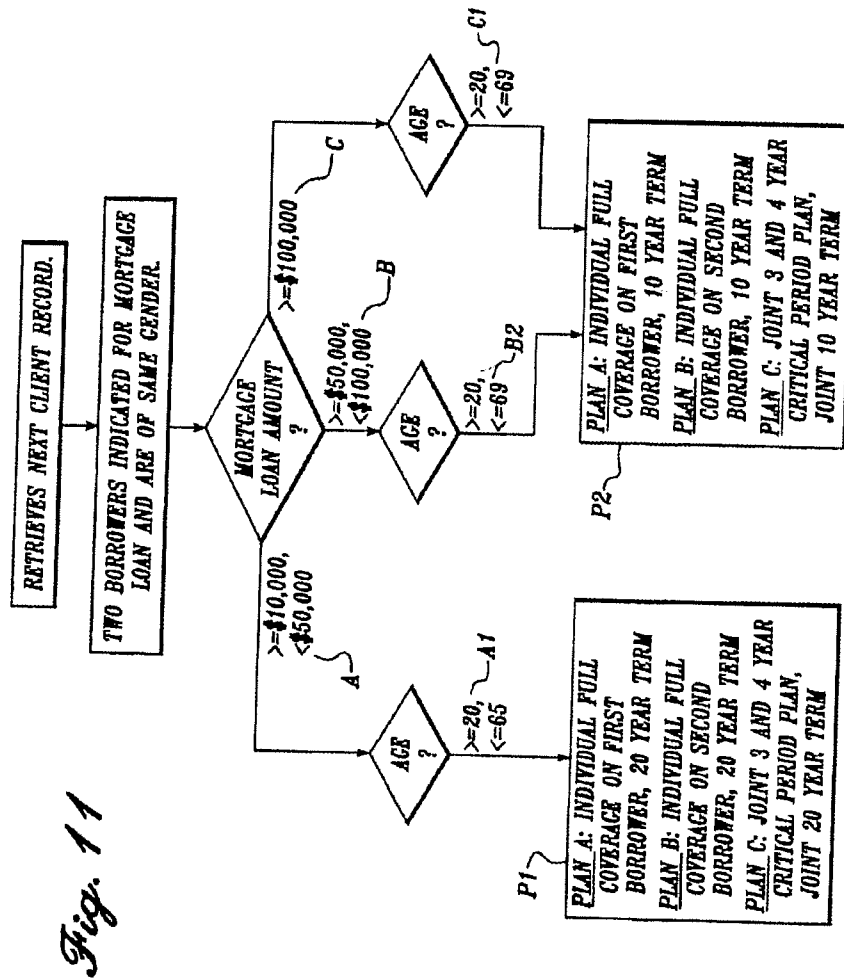 Fig. 11
RETRIEVES NEXT CLIENT RECORD.
TWO BORROWERS INDICATED FOR MORTGAGE
LOAN AND ARE OF SAME GENDER.
MORTGAGE
LOAN AMOUNT
?
>=$10,000,
<$50,000
A
>=$50,000,
<$100,000
B
>=$100,000
C
AGE
?
>=20,
<=65
A1
AGE
?
>=20,
<=69
B2
AGE
?
>=20,
<=69
C1
P1
PLAN A: INDIVIDUAL FULL
COVERAGE ON FIRST
BORROWER, 20 YEAR TERM
PLAN B: INDIVIDUAL FULL
COVERAGE ON SECOND
BORROWER, 20 YEAR TERM
PLAN C: JOINT 3 AND 4 YEAR
CRITICAL PERIOD PLAN,
JOINT 20 YEAR TERM
P2
PLAN A: INDIVIDUAL FULL
COVERAGE ON FIRST
BORROWER, 10 YEAR TERM
PLAN B: INDIVIDUAL FULL
COVERAGE ON SECOND
BORROWER, 10 YEAR TERM
PLAN C: JOINT 3 AND 4 YEAR
CRITICAL PERIOD PLAN,
JOINT 10 YEAR TERM